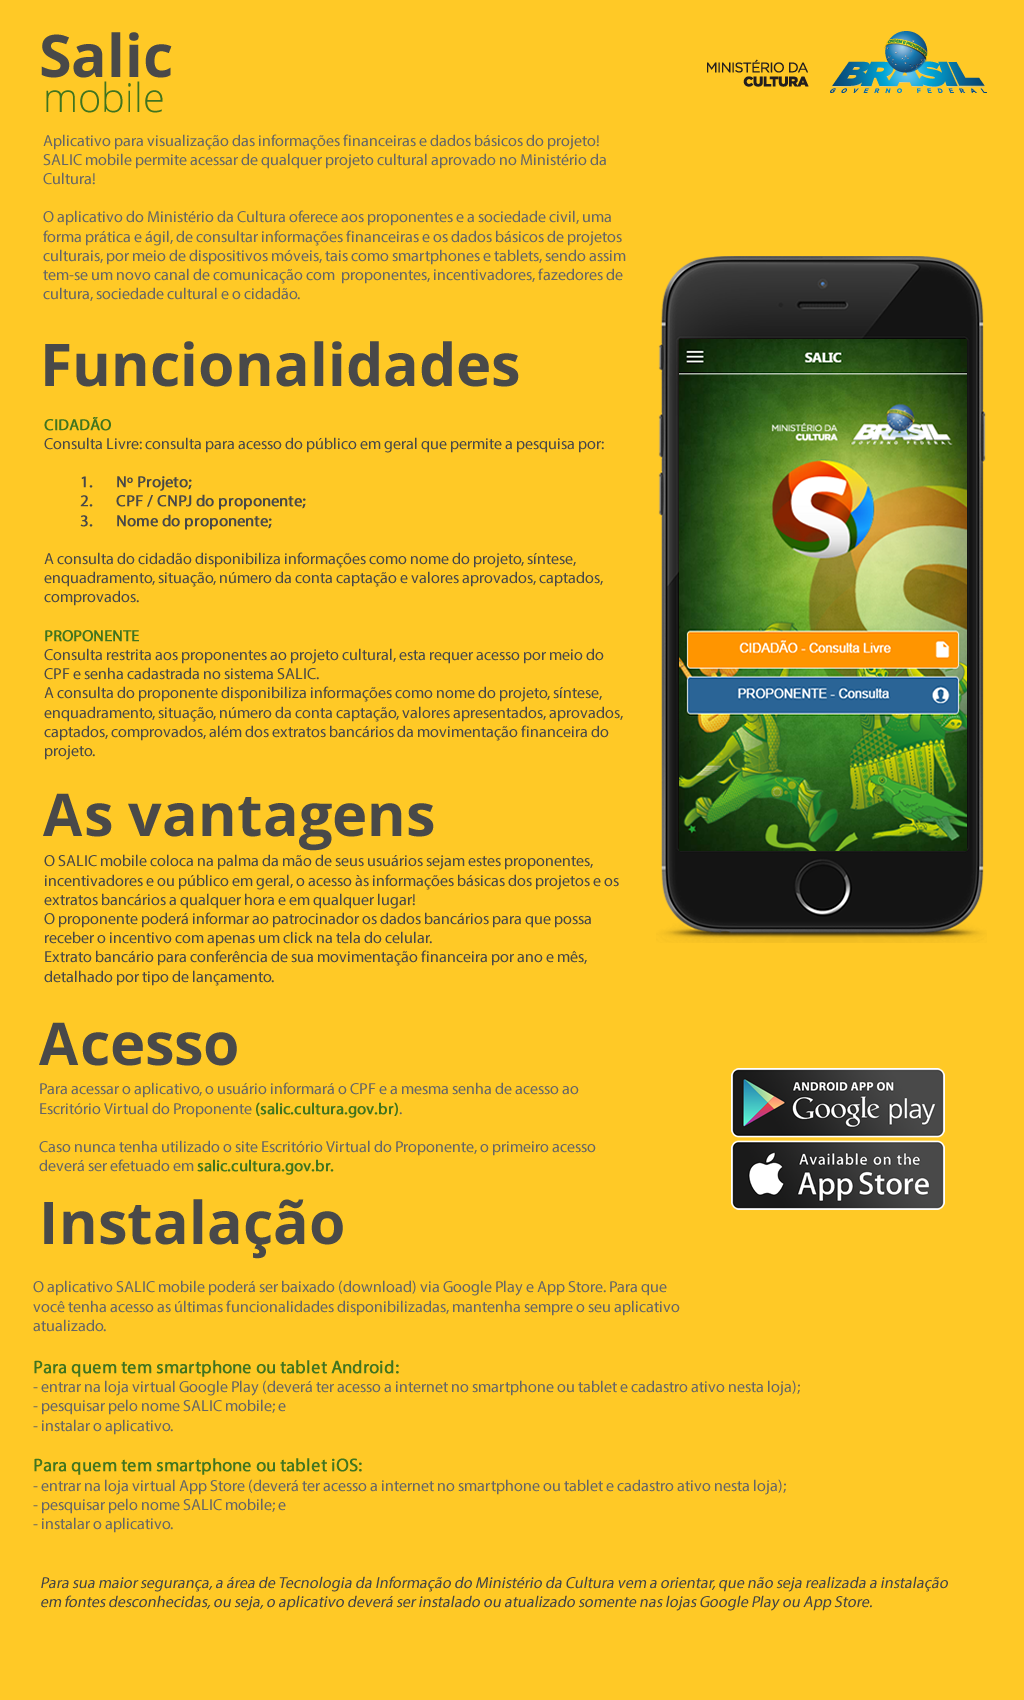 Salic
mobile
MINISTÉRIO DA
CULTURA
BRASIL
GOVERNO FEDERAL
Aplicativo para visualização das informações financeiras e dados básicos do projeto!
SALIC mobile permite acessar de qualquer projeto cultural aprovado no Ministério da
Cultura!
O aplicativo do Ministério da Cultura oferece aos proponentes e a sociedade civil, uma
forma prática e ágil, de consultar informações financeiras e os dados básicos de projetos
culturais, por meio de dispositivos móveis, tais como smartphones e tablets, sendo assim
tem-se um novo canal de comunicação com proponentes, incentivadores, fazedores de
cultura, sociedade cultural e o cidadão.
Funcionalidades
CIDADÃO
Consulta Livre: consulta para acesso do público em geral que permite a pesquisa por:
1. Nº Projeto;
2. CPF / CNPJ do proponente;
3. Nome do proponente;
A consulta do cidadão disponibiliza informações como nome do projeto, síntese,
enquadramento, situação, número da conta captação e valores aprovados, captados,
comprovados.
PROPONENTE
Consulta restrita aos proponentes ao projeto cultural, esta requer acesso por meio do
CPF e senha cadastrada no sistema SALIC.
A consulta do proponente disponibiliza informações como nome do projeto, síntese,
enquadramento, situação, número da conta captação, valores apresentados, aprovados,
captados, comprovados, além dos extratos bancários da movimentação financeira do
projeto.
SALIC
MINISTÉRIO DA
CULTURA
BRASIL
GOVERNO FEDERAL
S
S
CIDADÃO - Consulta Livre
PROPONENTE - Consulta
As vantagens
O SALIC mobile coloca na palma da mão de seus usuários sejam estes proponentes,
incentivadores e ou público em geral, o acesso às informações básicas dos projetos e os
extratos bancários a qualquer hora e em qualquer lugar!
O proponente poderá informar ao patrocinador os dados bancários para que possa
receber o incentivo com apenas um click na tela do celular.
Extrato bancário para conferência de sua movimentação financeira por ano e mês,
detalhado por tipo de lançamento.
Acesso
Para acessar o aplicativo, o usuário informará o CPF e a mesma senha de acesso ao
Escritório Virtual do Proponente (salic.cultura.gov.br).
Caso nunca tenha utilizado o site Escritório Virtual do Proponente, o primeiro acesso
deverá ser efetuado em salic.cultura.gov.br.
ANDROID APP ON
Google play
Available on the
App Store
Instalação
O aplicativo SALIC mobile poderá ser baixado (download) via Google Play e App Store. Para que
você tenha acesso as últimas funcionalidades disponibilizadas, mantenha sempre o seu aplicativo
atualizado.
Para quem tem smartphone ou tablet Android:
- entrar na loja virtual Google Play (deverá ter acesso a internet no smartphone ou tablet e cadastro ativo nesta loja);
- pesquisar pelo nome SALIC mobile; e
- instalar o aplicativo.
Para quem tem smartphone ou tablet iOS:
- entrar na loja virtual App Store (deverá ter acesso a internet no smartphone ou tablet e cadastro ativo nesta loja);
- pesquisar pelo nome SALIC mobile; e
- instalar o aplicativo.
Para sua maior segurança, a área de Tecnologia da Informação do Ministério da Cultura vem a orientar, que não seja realizada a instalação
em fontes desconhecidas, ou seja, o aplicativo deverá ser instalado ou atualizado somente nas lojas Google Play ou App Store.